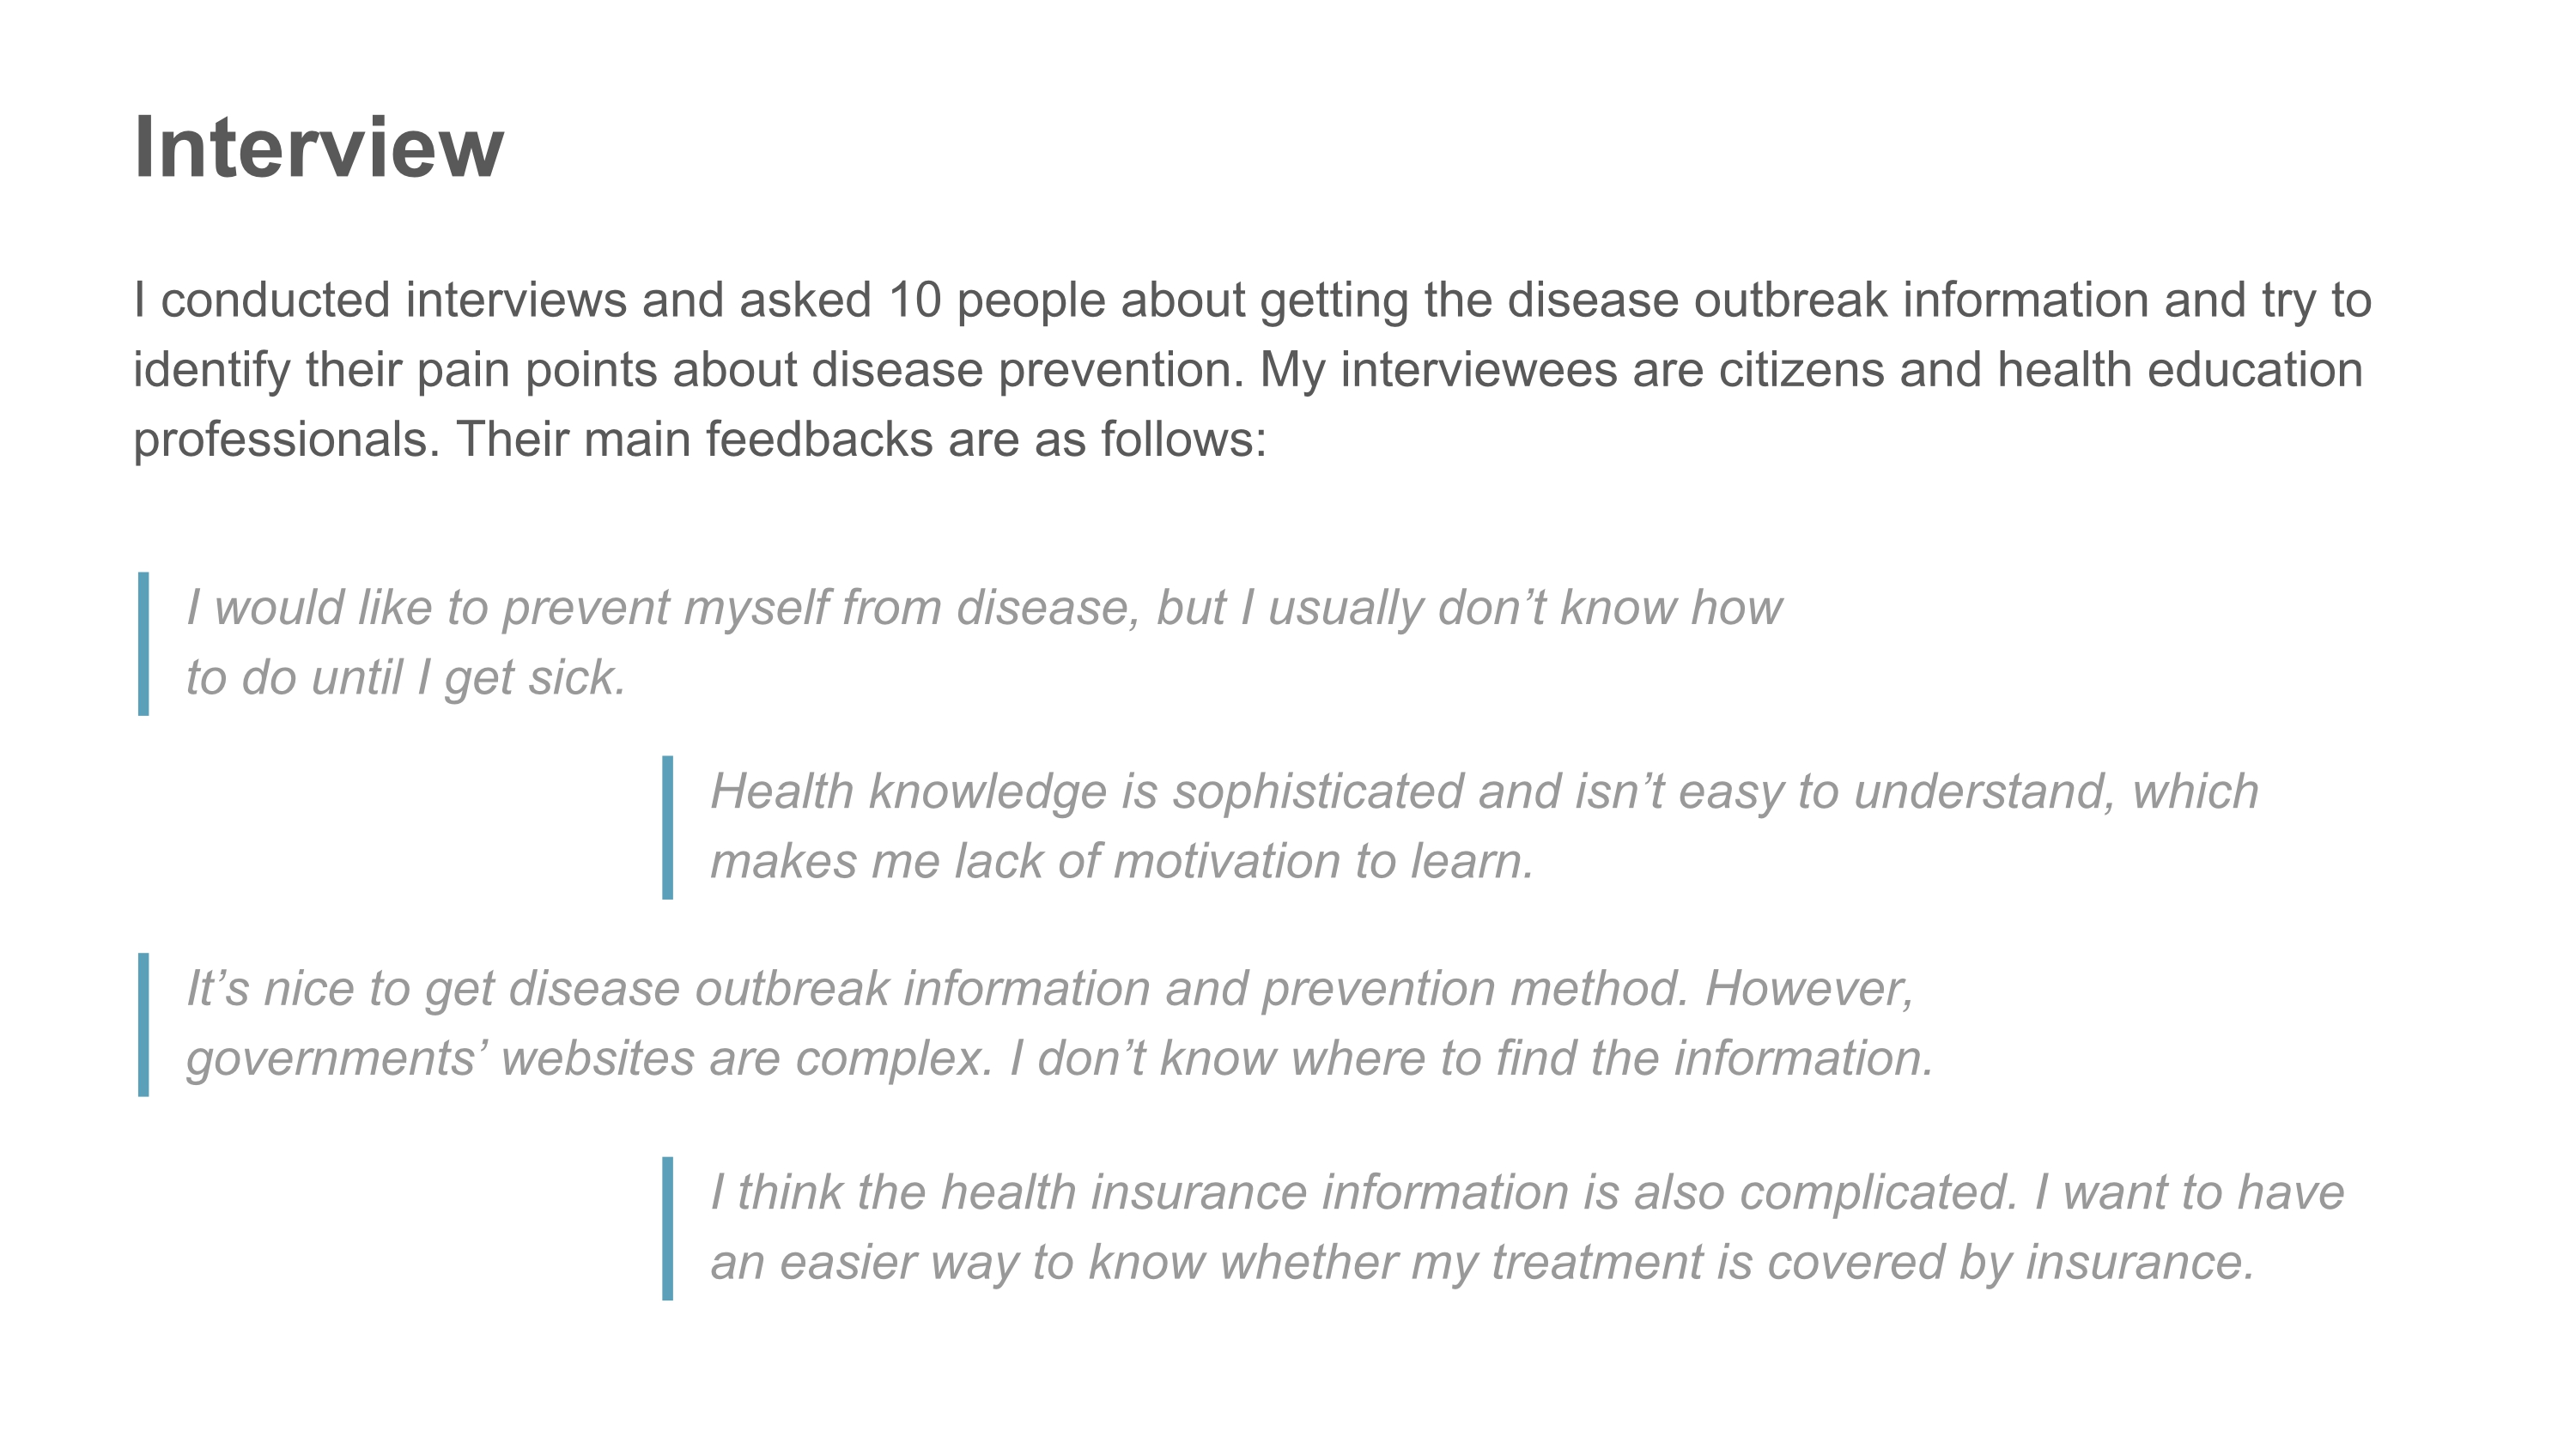 Interview
I conducted interviews and asked 10 people about getting the disease outbreak information and try to
identify their pain points about disease prevention. My interviewees are citizens and health education
professionals. Their main feedbacks are as follows:
I would like to prevent myself from disease, but I usually don’t know how
to do until I get sick.
Health knowledge is sophisticated and isn’t easy to understand, which
makes me lack of motivation to learn.
It’s nice to get disease outbreak information and prevention method. However,
governments’ websites are complex. I don’t know where to find the information.
I think the health insurance information is also complicated. I want to have
an easier way to know whether my treatment is covered by insurance.